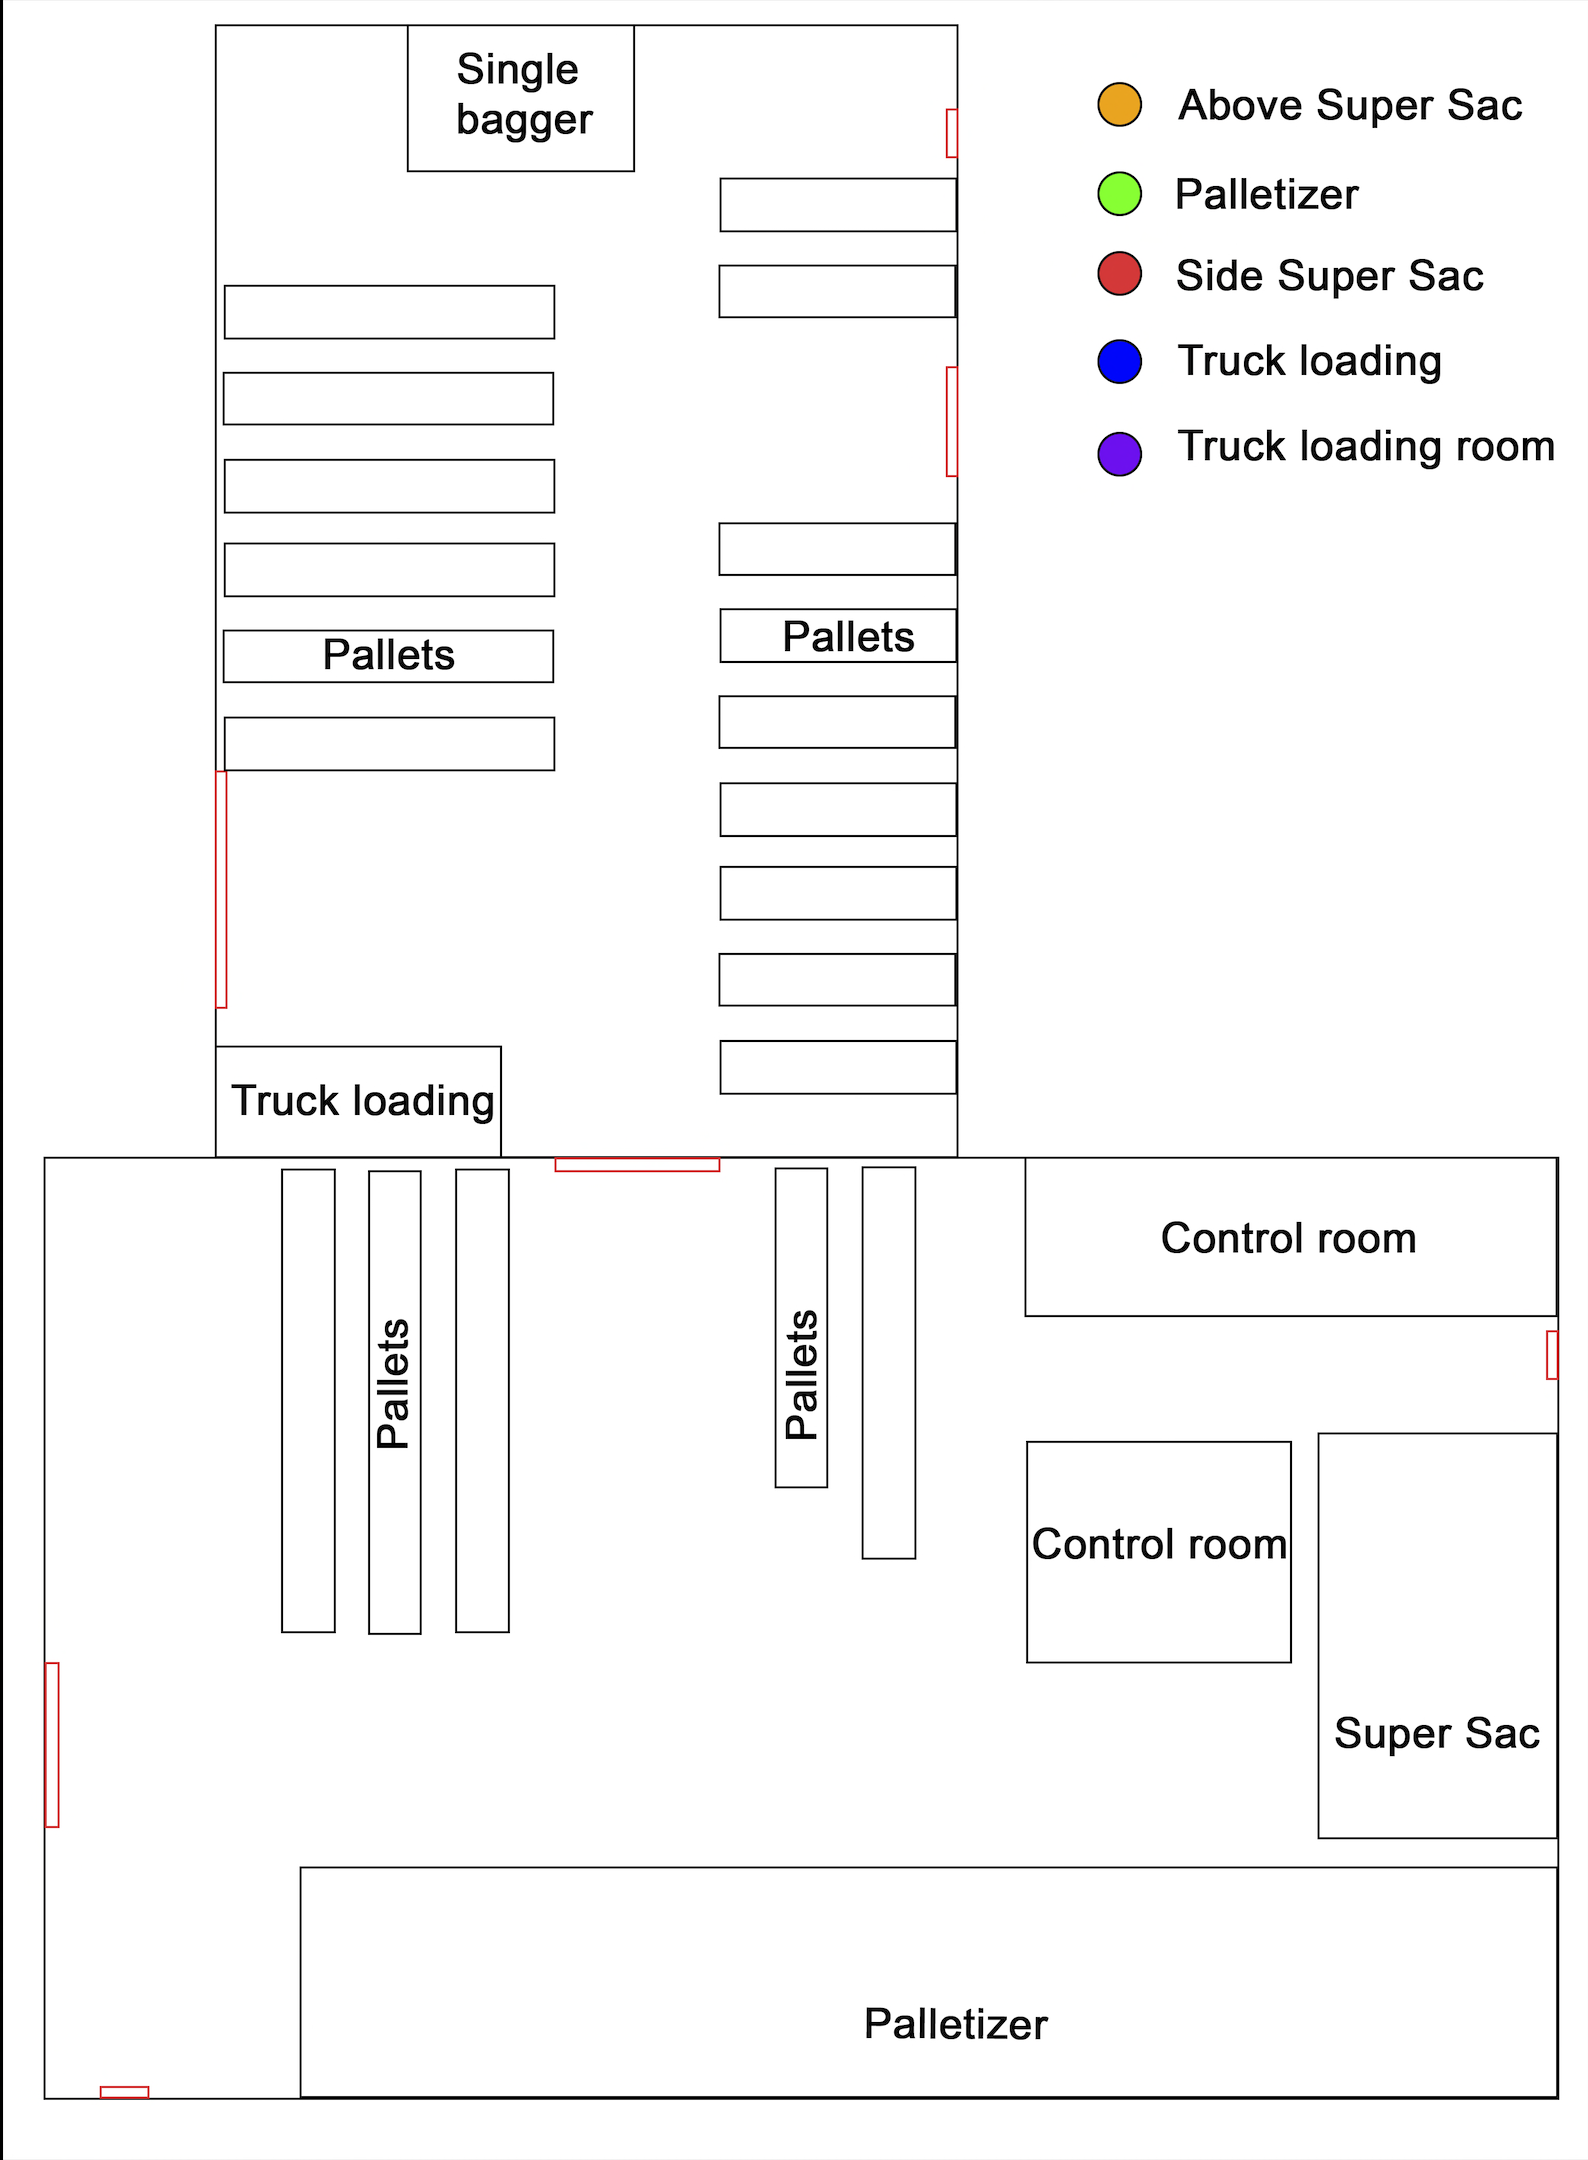 Single
bagger
Above Super Sac
Palletizer
Side Super Sac
Truck loading
Truck loading room
Pallets
Pallets
Truck loading
Control room
Pallets
Pallets
Control room
Super Sac
Palletizer